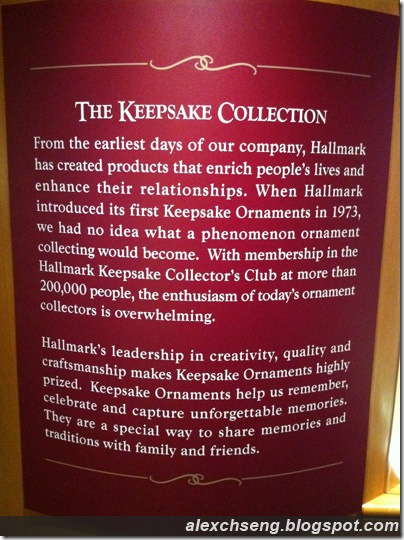 THE KEEPSAKE COLLECTION
From the earliest days of our company, Hallmark
has created products that enrich people's lives and
enhance their relationships. When Hallmark
introduced its first Keepsake Ornaments in 1973,
we had no idea what a phenomenon ornament
collecting would become. With membership in the
Hallmark Keepsake Collector's Club at more than
200,000 people, the enthusiasm of today's ornament
collectors is overwhelming.
Hallmark's leadership in creativity, quality and
craftsmanship makes Keepsake Ornaments highly
prized. Keepsake Ornaments help us remember,
celebrate and capture unforgettable memories.
They are a special way to share memories and
traditions with family and friends.
alexchseng.blogspot.com